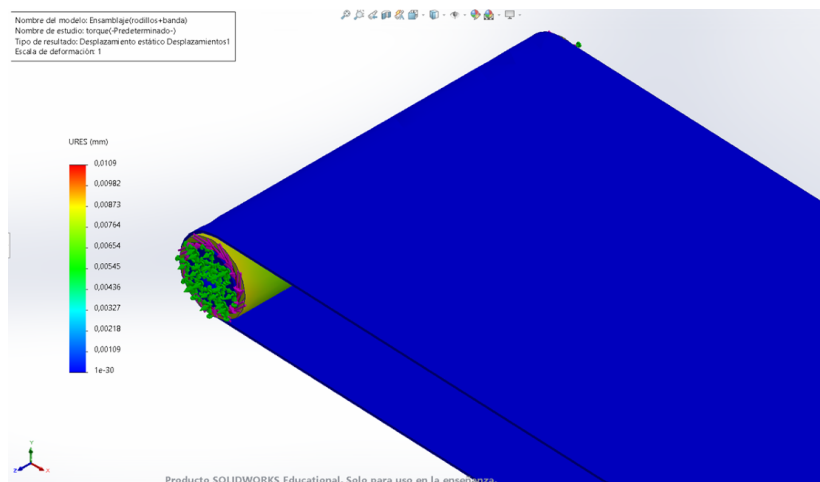 Nombre del modelo: Ensamblaje(rodillos+banda)
Nombre de estudio: torque(-Predeterminado-)
Tipo de resultado: Desplazamiento estático Desplazamientos1
Escala de deformación: 1
URES (mm)
0,0109
0,00982
0,00873
0,00764
0,00654
0,00545
0,00436
0,00327
0,00218
0,00109
1e-30
Y
Z
X
Producto SOLIDWORKS Educational. Solo para uso en la enseñanza.